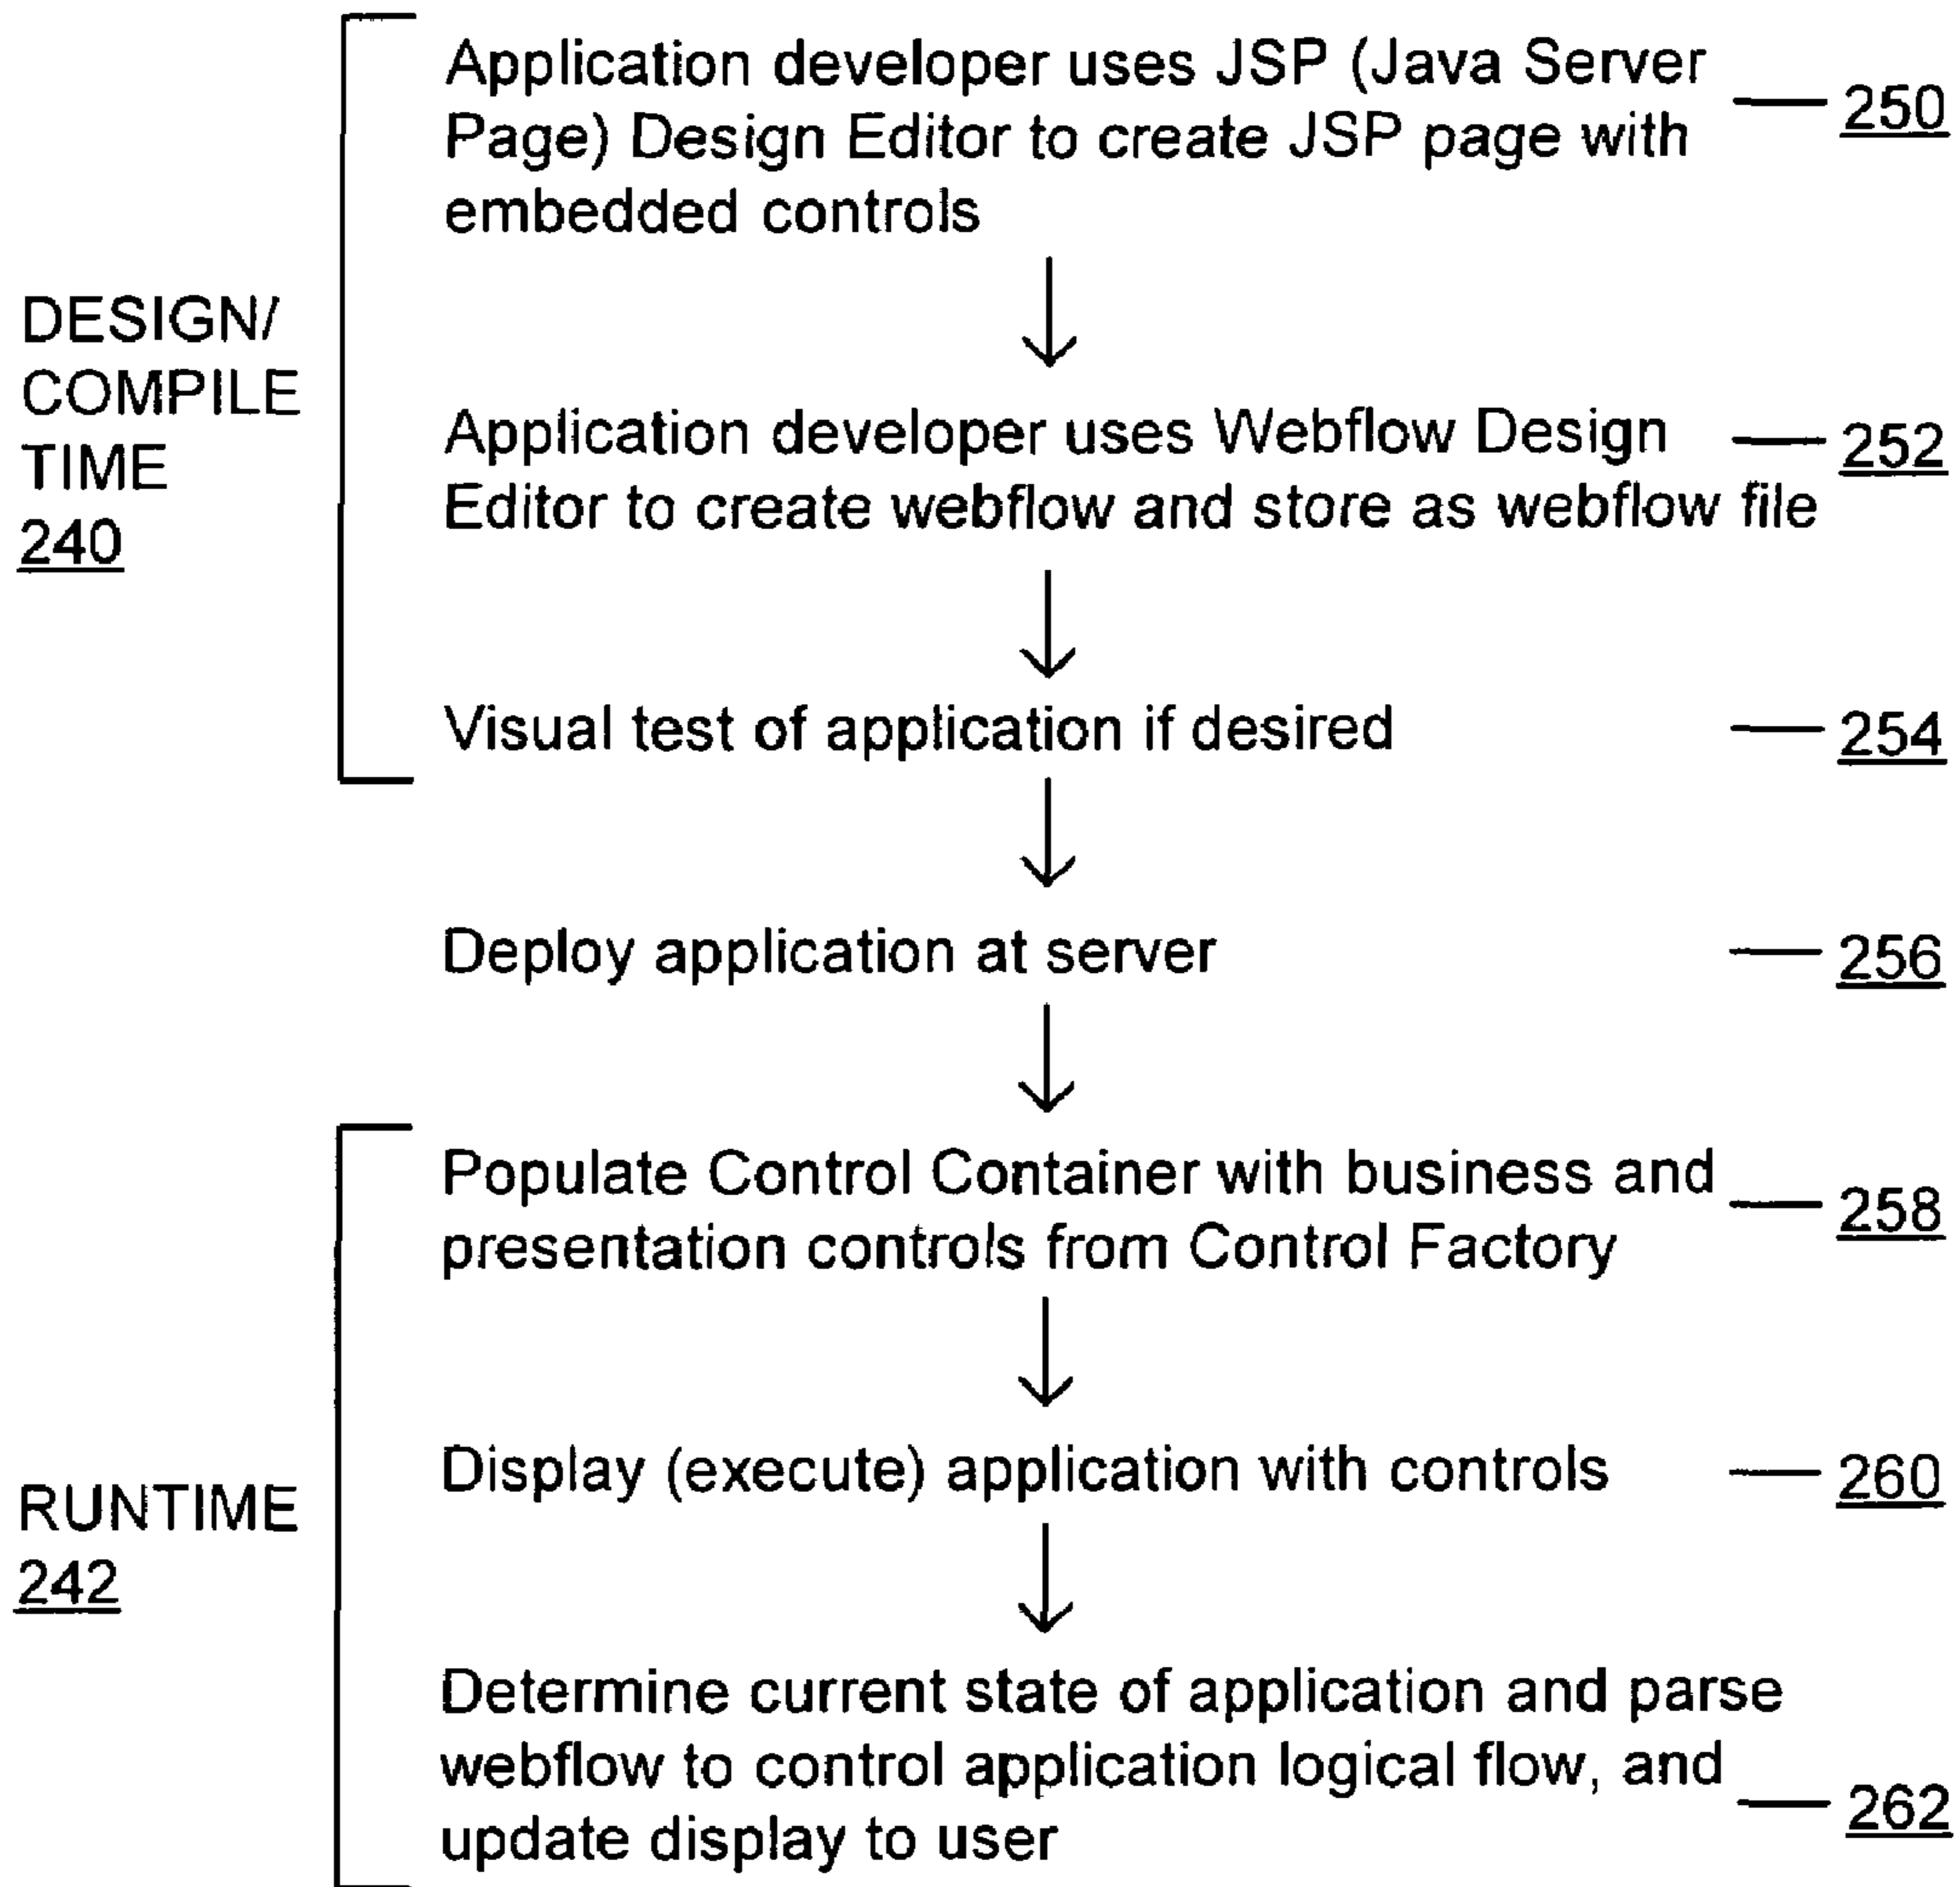 Application developer uses JSP (Java Server
Page) Design Editor to create JSP page with
embedded controls
250
DESIGN/
COMPILE
TIME
240
Application developer uses Webflow Design
Editor to create webflow and store as webflow file
252
Visual test of application if desired
254
Deploy application at server
256
Populate Control Container with business and
presentation controls from Control Factory
258
RUNTIME
242
Display (execute) application with controls
260
Determine current state of application and parse
webflow to control application logical flow, and
update display to user
262